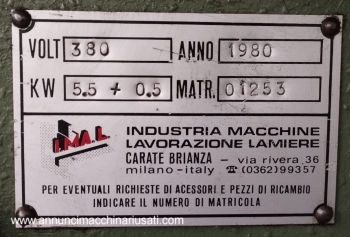 VOLT 380 ANNO 1980
KW 5.5 + 0.5 MATR. 01253
I.M.A.L. INDUSTRIA MACCHINE
LAVORAZIONE LAMIERE
CARATE BRIANZA — via rivera, 36
milano - italy ☎ (0362) 99357
PER EVENTUALI RICHIESTE DI ACESSORI E PEZZI DI RICAMBIO
INDICARE IL NUMERO DI MATRICOLA
www.annuncimacchinariusati.com